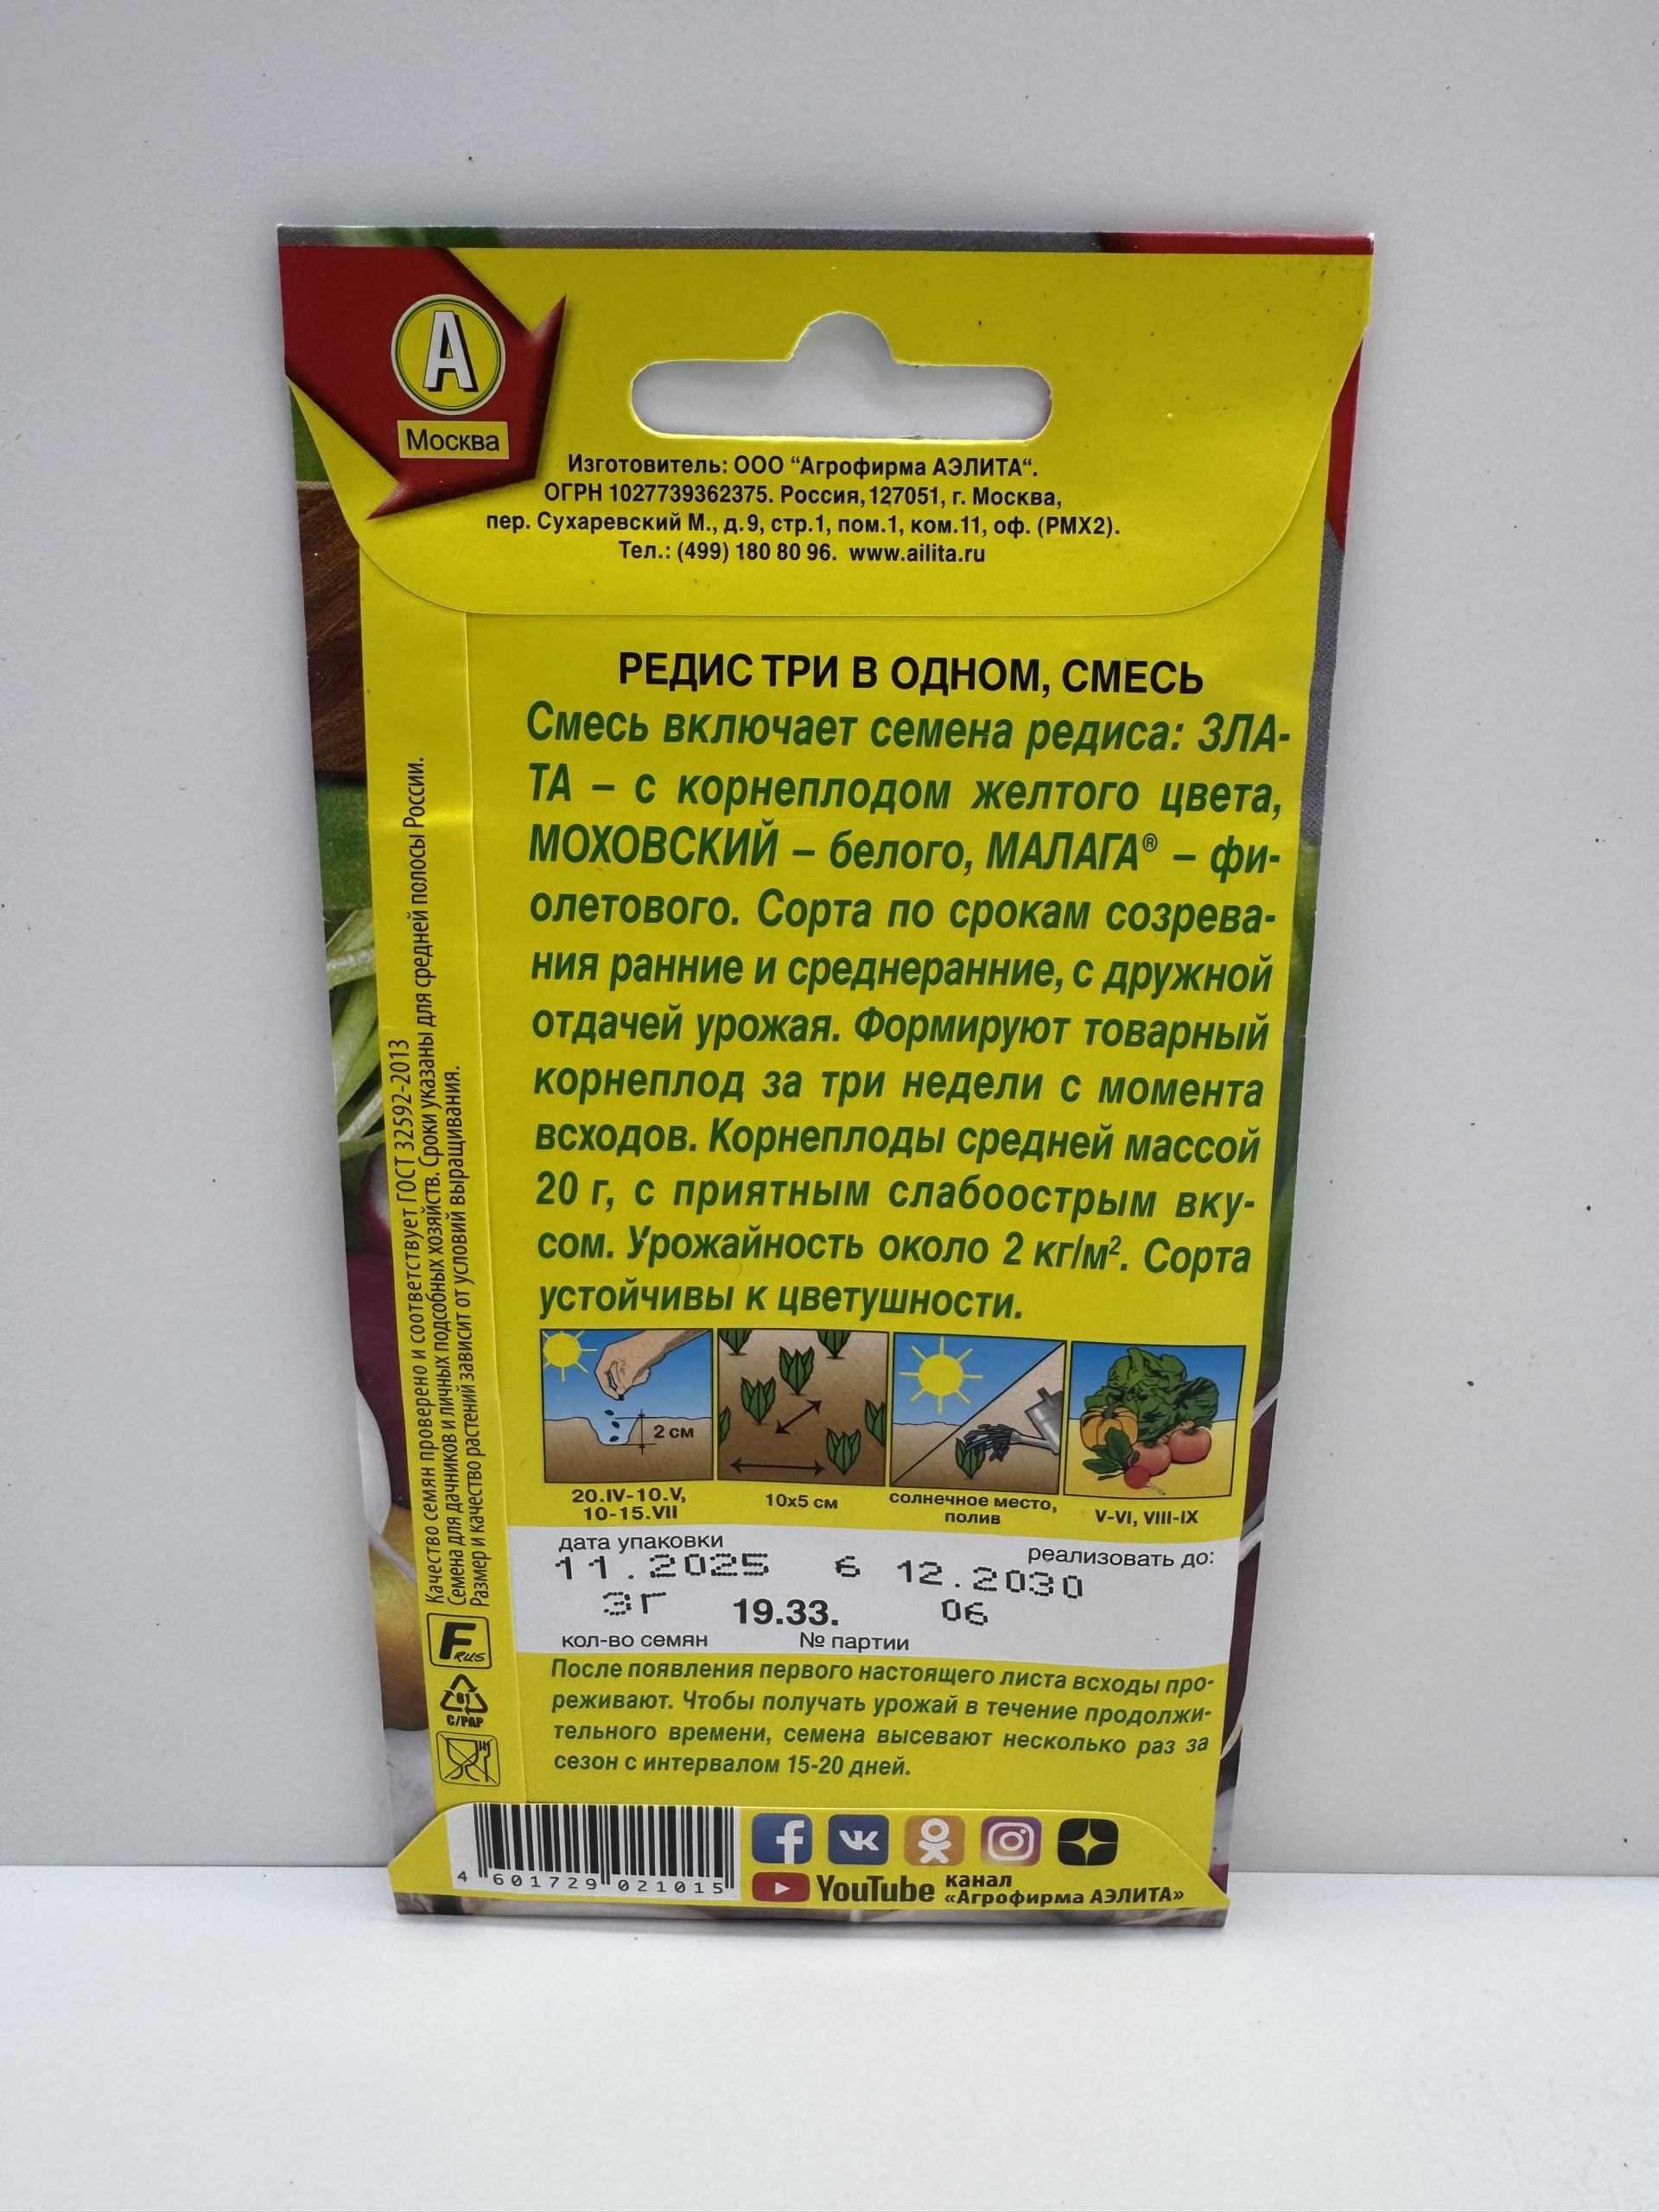 А
Москва
Изготовитель: ООО “Агрофирма АЭЛИТА“.
ОГРН 1027739362375. Россия, 127051, г. Москва,
пер. Сухаревский М., д.9, стр.1, пом.1, ком.11, оф. (РМХ2).
Тел.: (499) 180 80 96. www.ailita.ru
РЕДИС ТРИ В ОДНОМ, СМЕСЬ
Смесь включает семена редиса: ЗЛА-
ТА – с корнеплодом желтого цвета,
МОХОВСКИЙ – белого, МАЛАГА® – фи-
олетового. Сорта по срокам созрева-
ния ранние и среднеранние, с дружной
отдачей урожая. Формируют товарный
корнеплод за три недели с момента
всходов. Корнеплоды средней массой
20 г, с приятным слабоострым вку-
сом. Урожайность около 2 кг/м². Сорта
устойчивы к цветушности.
2 см
20.IV-10.V,
10-15.VII
10х5 см
солнечное место,
полив
V-VI, VIII-IX
дата упаковки
реализовать до:
11.2025 6 12.2030
3г 19.33. 06
кол-во семян № партии
После появления первого настоящего листа всходы про-
реживают. Чтобы получать урожай в течение продолжи-
тельного времени, семена высевают несколько раз за
сезон с интервалом 15-20 дней.
Качество семян проверено и соответствует ГОСТ 32592-2013
Семена для дачников и личных подсобных хозяйств. Сроки указаны для средней полосы России.
Размер и качество растений зависит от условий выращивания.
F RUS
81
C/PAP
4 601729 021015
YouTube канал
«Агрофирма АЭЛИТА»